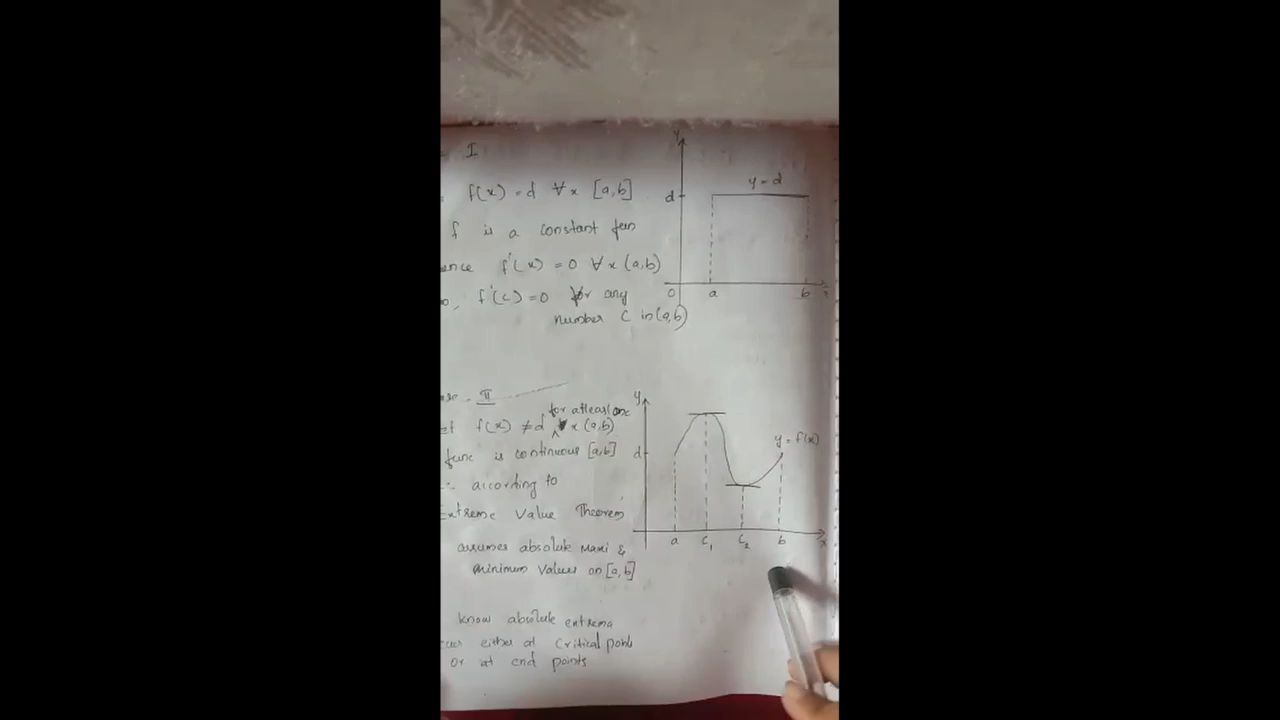 I
f(x) = d ∀x [a,b]
f is a constant fun
ence f'(x) = 0 ∀x (a,b)
so, f'(c) = 0 for any
number C in (a,b)
y
y = d
d
0 a b x
II
for atleast one
et f(x) ≠ d x (a,b)
func is continuous [a,b]
∴ according to
Extreme Value Theorem
assumes absolute Maxi &
minimum values on [a,b]
know absolute extrema
either at critical points
or at end points
y
y = f(x)
d
a C₁ C₂ b x